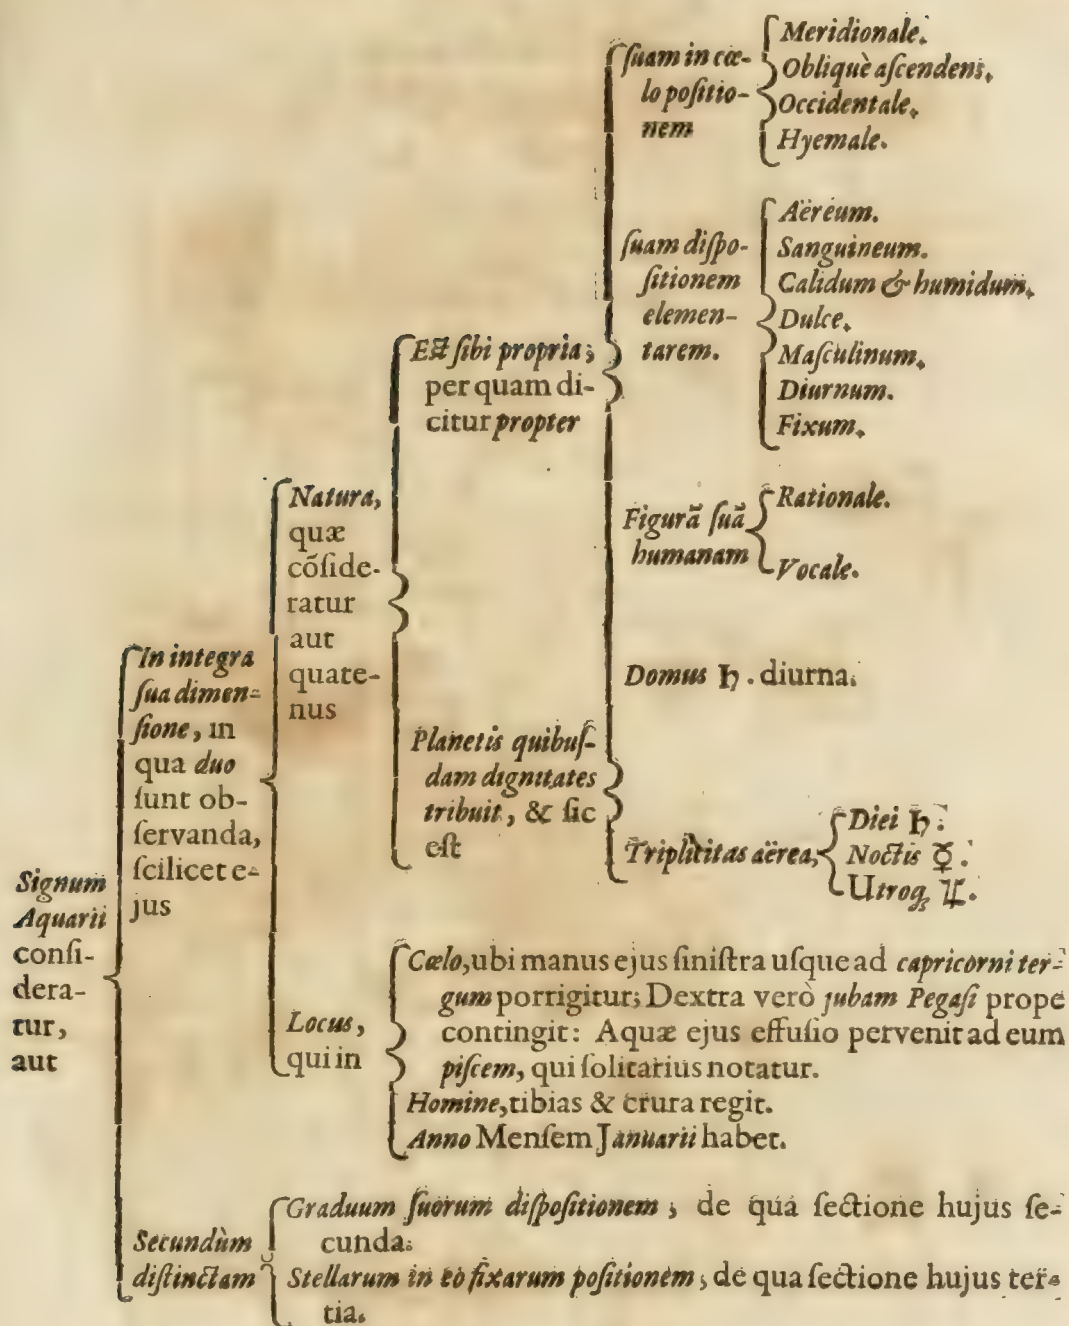 Signum
Aquarii
consi-
dera-
tur,
aut
In integra
sua dimen-
sione, in
qua duo
sunt ob-
servanda,
scilicet e-
jus
Natura,
quæ
cõside-
ratur
aut
quate-
nus
Est sibi propria;
per quam di-
citur propter
suam in cœ-
lo positio-
nem
Meridionale.
Obliquè ascendens.
Occidentale.
Hyemale.
suam dispo-
sitionem
elemen-
tarem.
Aëreum.
Sanguineum.
Calidum & humidum.
Dulce.
Masculinum.
Diurnum.
Fixum.
Figurã suã
humanam
Rationale.
Vocale.
Planetis quibus-
dam dignitates
tribuit, & sic
est
Domus ♄. diurna.
Triplicitas aërea,
Diei ♄.
Noctis ☿.
Utroq; ♃.
Locus,
qui in
Cœlo, ubi manus ejus sinistra usque ad capricorni ter-
gum porrigitur; Dextra verò jubam Pegasi prope
contingit: Aquæ ejus effusio pervenit ad eum
piscem, qui solitarius notatur.
Homine, tibias & crura regit.
Anno Mensem Januarii habet.
Secundùm
distinctam
Graduum suorum dispositionem; de quá sectione hujus se-
cunda.
Stellarum in eo fixarum positionem; de qua sectione hujus ter-
tia.